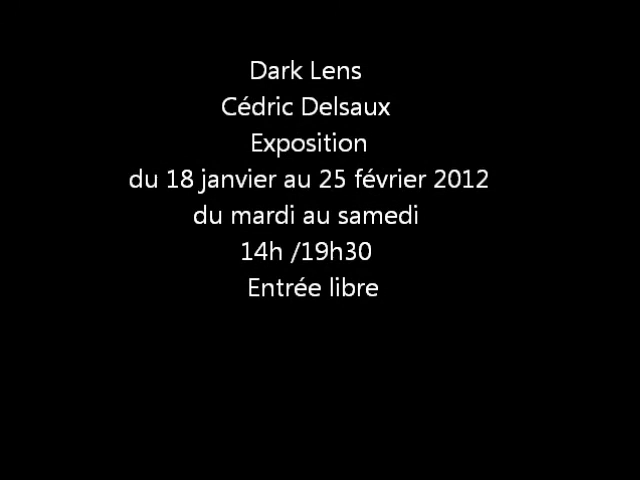 Dark Lens
Cédric Delsaux
Exposition
du 18 janvier au 25 février 2012
du mardi au samedi
14h /19h30
Entrée libre